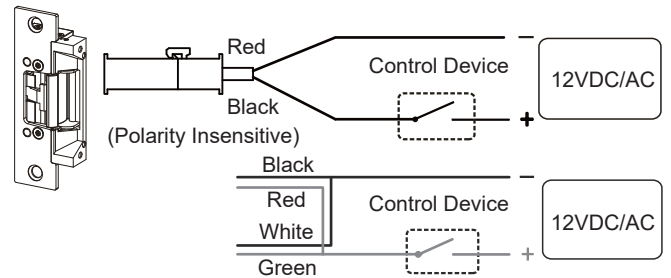 Red
−
Control Device
12VDC/AC
Black
+
(Polarity Insensitive)
Black
−
Red
Control Device
12VDC/AC
White
+
Green